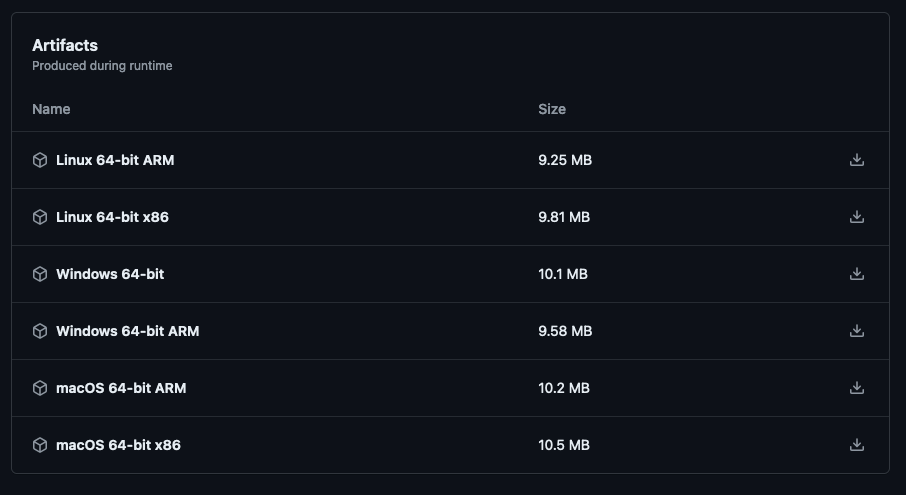 Artifacts
Produced during runtime
Name Size
Linux 64-bit ARM 9.25 MB
Linux 64-bit x86 9.81 MB
Windows 64-bit 10.1 MB
Windows 64-bit ARM 9.58 MB
macOS 64-bit ARM 10.2 MB
macOS 64-bit x86 10.5 MB